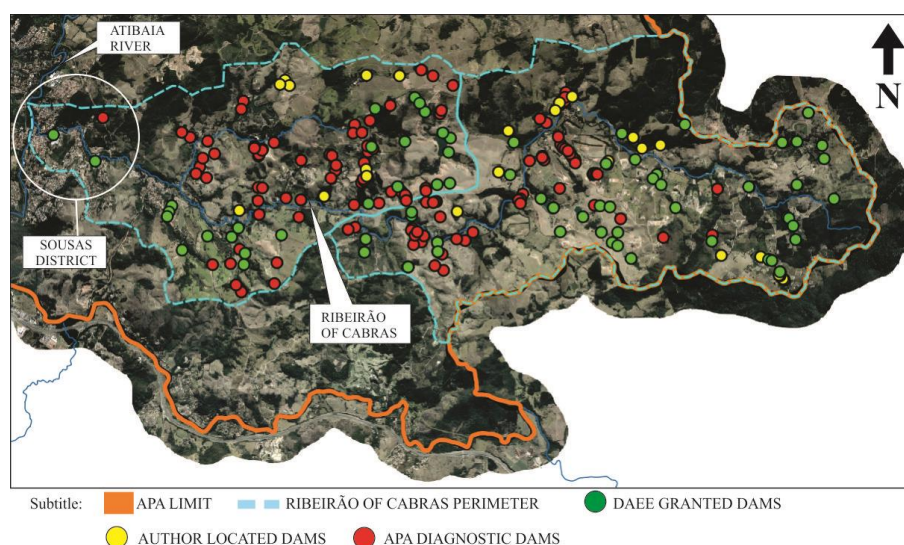 ATIBAIA
RIVER
N
SOUSAS
DISTRICT
RIBEIRÃO
OF CABRAS
Subtitle:
APA LIMIT
RIBEIRÃO OF CABRAS PERIMETER
DAEE GRANTED DAMS
AUTHOR LOCATED DAMS
APA DIAGNOSTIC DAMS